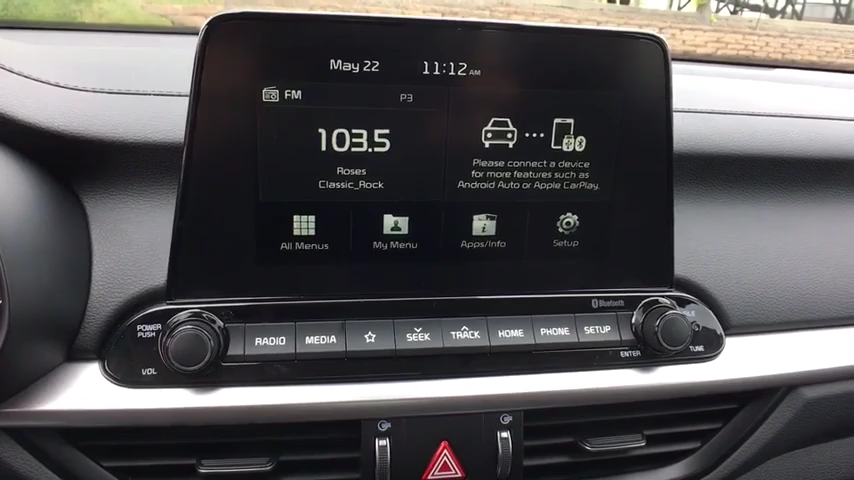 May 22
11:12 AM
FM
P3
103.5
Roses
Classic_Rock
Please connect a device
for more features such as
Android Auto or Apple CarPlay.
All Menus
My Menu
Apps/Info
Setup
Bluetooth
POWER
PUSH
VOL
RADIO
MEDIA
SEEK
TRACK
HOME
PHONE
SETUP
ENTER
TUNE